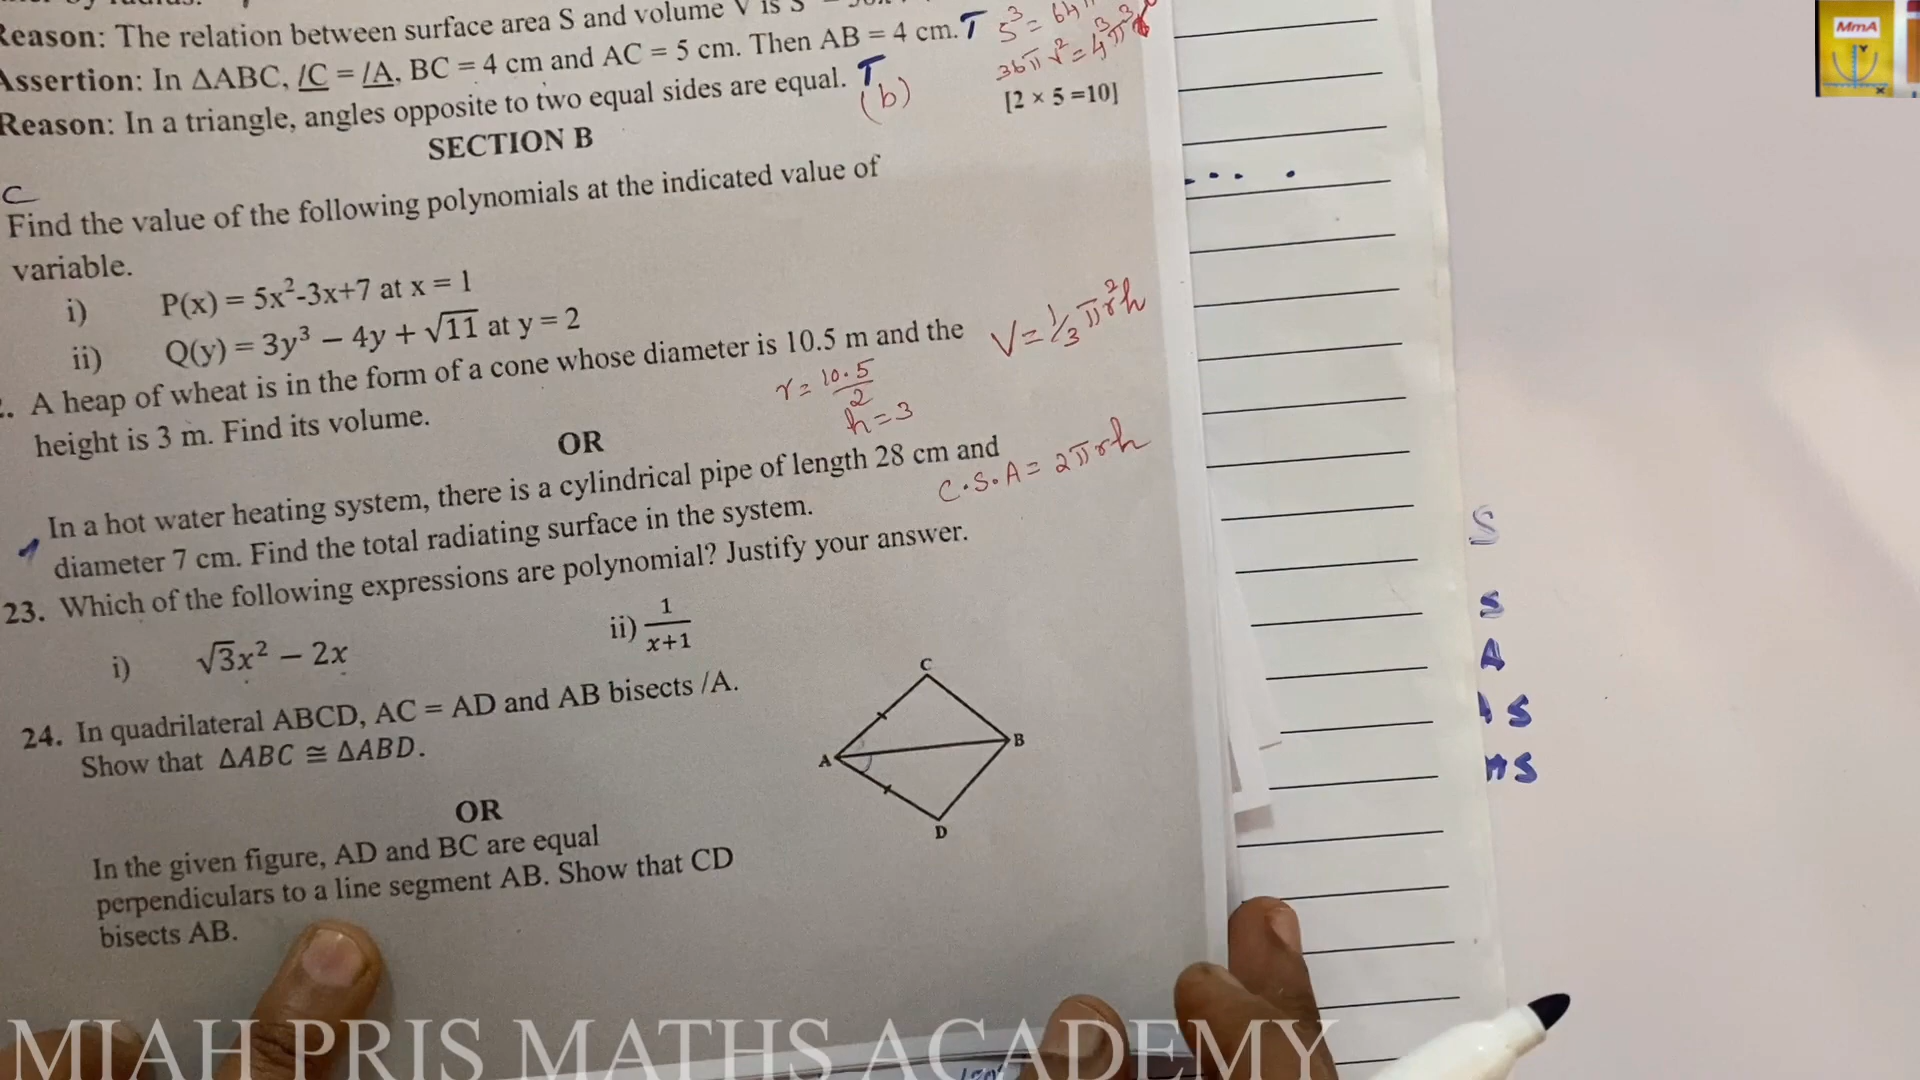 Reason: The relation between surface area S and volume V is S
Assertion: In ΔABC, /C = /A, BC = 4 cm and AC = 5 cm. Then AB = 4 cm. T
Reason: In a triangle, angles opposite to two equal sides are equal. T
(b)
[2 × 5 =10]
36π
SECTION B
C
Find the value of the following polynomials at the indicated value of
variable.
i) P(x) = 5x²-3x+7 at x = 1
ii) Q(y) = 3y³ − 4y + √11 at y = 2
. A heap of wheat is in the form of a cone whose diameter is 10.5 m and the
height is 3 m. Find its volume.
r = 10.5/2
h = 3
V = 1/3 πr²h
OR
In a hot water heating system, there is a cylindrical pipe of length 28 cm and
diameter 7 cm. Find the total radiating surface in the system.
C.S.A = 2πrh
23. Which of the following expressions are polynomial? Justify your answer.
i) √3x² − 2x ii) 1/x+1
24. In quadrilateral ABCD, AC = AD and AB bisects /A.
Show that ΔABC ≅ ΔABD.
C
A
B
D
OR
In the given figure, AD and BC are equal
perpendiculars to a line segment AB. Show that CD
bisects AB.
S
S
A
S
S
MmA
Y
X
MIAH PRIS MATHS ACADEMY